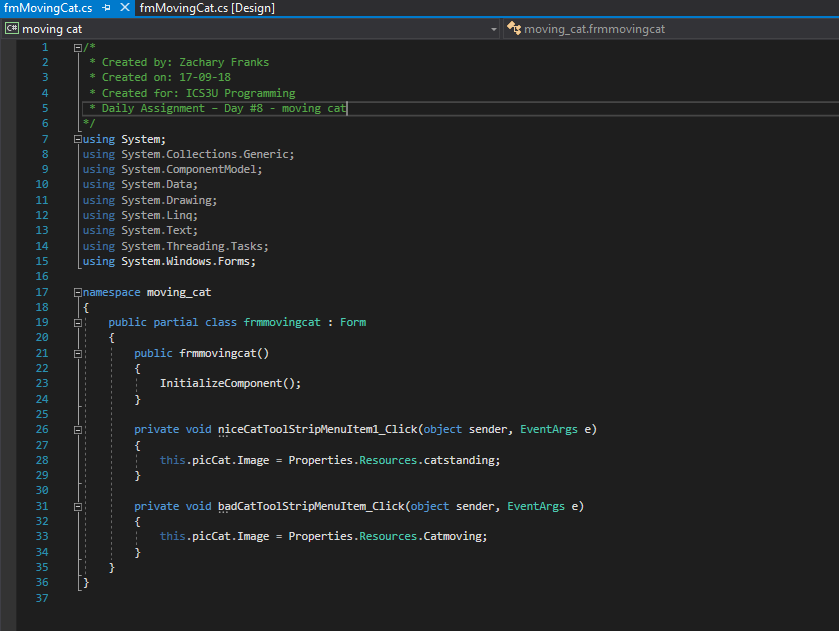 fmMovingCat.cs fmMovingCat.cs [Design]
C# moving cat moving_cat.frmmovingcat
1 /*
2 * Created by: Zachary Franks
3 * Created on: 17-09-18
4 * Created for: ICS3U Programming
5 * Daily Assignment – Day #8 - moving cat
6 */
7 using System;
8 using System.Collections.Generic;
9 using System.ComponentModel;
10 using System.Data;
11 using System.Drawing;
12 using System.Linq;
13 using System.Text;
14 using System.Threading.Tasks;
15 using System.Windows.Forms;
16
17 namespace moving_cat
18 {
19 public partial class frmmovingcat : Form
20 {
21 public frmmovingcat()
22 {
23 InitializeComponent();
24 }
25
26 private void niceCatToolStripMenuItem1_Click(object sender, EventArgs e)
27 {
28 this.picCat.Image = Properties.Resources.catstanding;
29 }
30
31 private void badCatToolStripMenuItem_Click(object sender, EventArgs e)
32 {
33 this.picCat.Image = Properties.Resources.Catmoving;
34 }
35 }
36 }
37